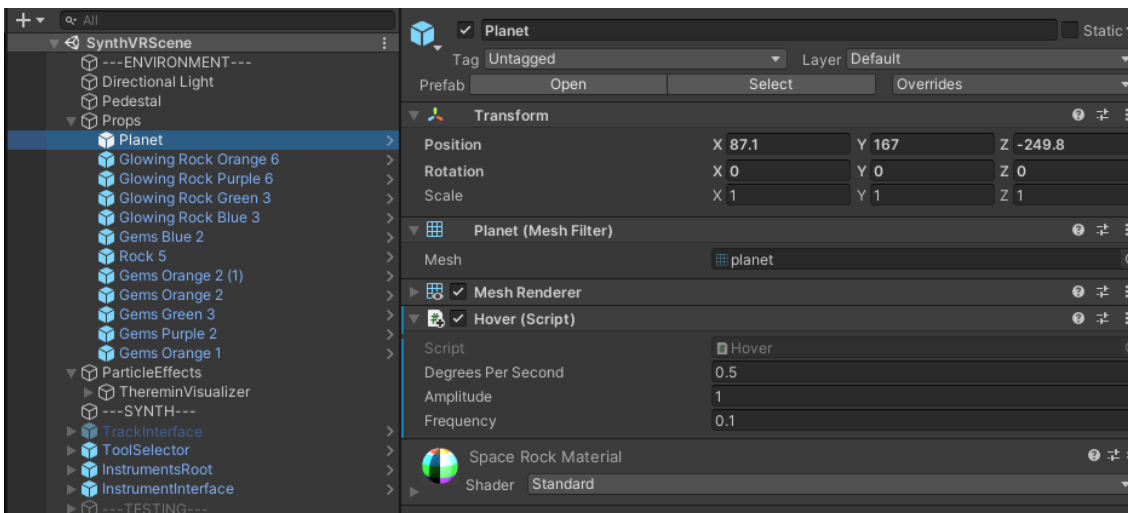 All
SynthVRScene
---ENVIRONMENT---
Directional Light
Pedestal
Props
Planet
Glowing Rock Orange 6
Glowing Rock Purple 6
Glowing Rock Green 3
Glowing Rock Blue 3
Gems Blue 2
Rock 5
Gems Orange 2 (1)
Gems Orange 2
Gems Green 3
Gems Purple 2
Gems Orange 1
ParticleEffects
ThereminVisualizer
---SYNTH---
TrackInterface
ToolSelector
InstrumentsRoot
InstrumentInterface
---TESTING---
Planet Static
Tag Untagged Layer Default
Prefab Open Select Overrides
Transform
Position X 87.1 Y 167 Z -249.8
Rotation X 0 Y 0 Z 0
Scale X 1 Y 1 Z 1
Planet (Mesh Filter)
Mesh planet
Mesh Renderer
Hover (Script)
Script Hover
Degrees Per Second 0.5
Amplitude 1
Frequency 0.1
Space Rock Material
Shader Standard